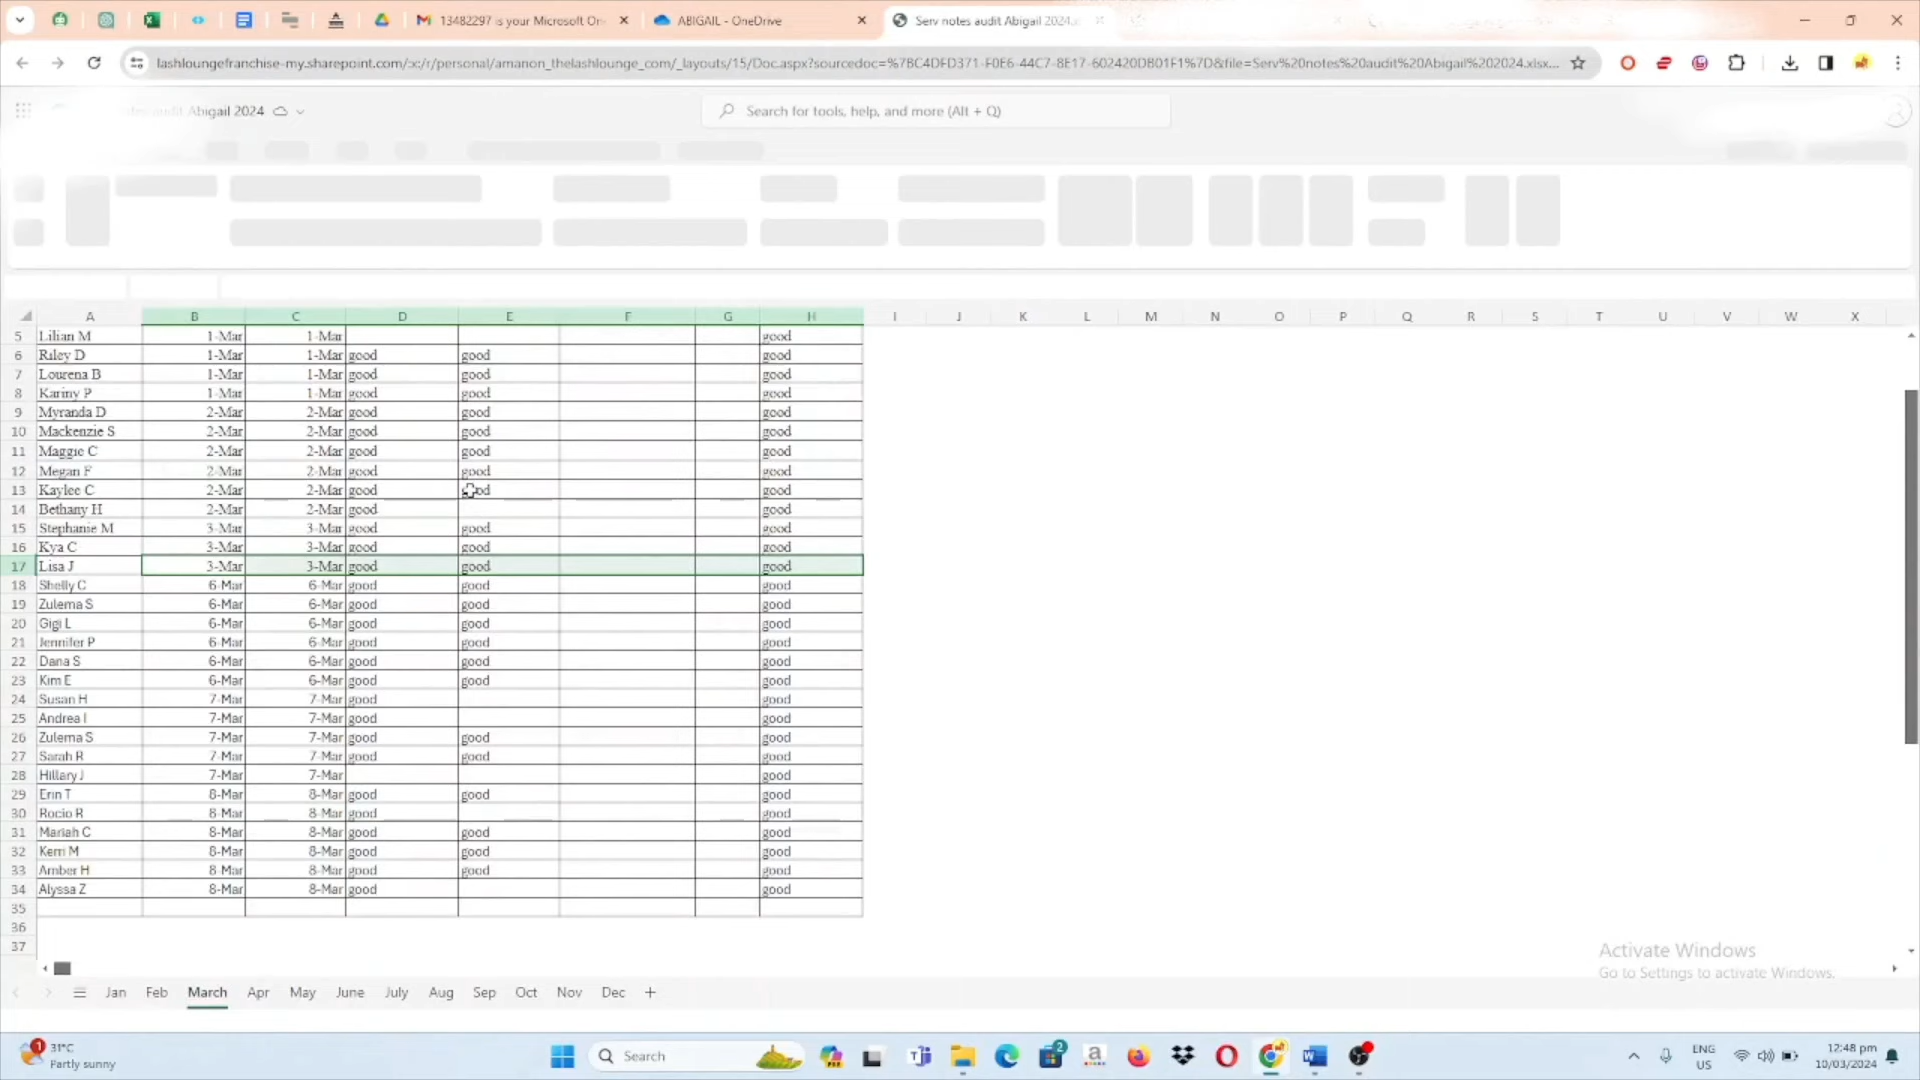 13482297 is your Microsoft On
ABIGAIL - OneDrive
Serv notes audit Abigail 2024.
lashloungefranchise-my.sharepoint.com/:x:/r/personal/amanon_thelashlounge_com/_layouts/15/Doc.aspx?sourcedoc=%7BC4DFD371-F0E6-44C7-8E17-602420DB01F1%7D&file=Serv%20notes%20audit%20Abigail%202024.xlsx...
audit Abigail 2024
Search for tools, help, and more (Alt + Q)
A B C D E F G H I J K L M N O P Q R S T U V W X
5 Lilian M 1-Mar 1-Mar good
6 Riley D 1-Mar 1-Mar good good good
7 Lourena B 1-Mar 1-Mar good good good
8 Kariny P 1-Mar 1-Mar good good good
9 Myranda D 2-Mar 2-Mar good good good
10 Mackenzie S 2-Mar 2-Mar good good good
11 Maggie C 2-Mar 2-Mar good good good
12 Megan F 2-Mar 2-Mar good good good
13 Kaylee C 2-Mar 2-Mar good good good
14 Bethany H 2-Mar 2-Mar good good
15 Stephanie M 3-Mar 3-Mar good good good
16 Kya C 3-Mar 3-Mar good good good
17 Lisa J 3-Mar 3-Mar good good good
18 Shelly C 6-Mar 6-Mar good good good
19 Zulema S 6-Mar 6-Mar good good good
20 Gigi L 6-Mar 6-Mar good good good
21 Jennifer P 6-Mar 6-Mar good good good
22 Dana S 6-Mar 6-Mar good good good
23 Kim E 6-Mar 6-Mar good good good
24 Susan H 7-Mar 7-Mar good good
25 Andrea I 7-Mar 7-Mar good good
26 Zulema S 7-Mar 7-Mar good good good
27 Sarah R 7-Mar 7-Mar good good good
28 Hillary J 7-Mar 7-Mar good
29 Erin T 8-Mar 8-Mar good good good
30 Rocio R 8-Mar 8-Mar good good
31 Mariah C 8-Mar 8-Mar good good good
32 Kerri M 8-Mar 8-Mar good good good
33 Amber H 8-Mar 8-Mar good good good
34 Alyssa Z 8-Mar 8-Mar good good
35
36
37
Activate Windows
Go to Settings to activate Windows.
Jan Feb March Apr May June July Aug Sep Oct Nov Dec
1 31°C
Partly sunny
Search
2
ENG
US
12:48 pm
10/03/2024